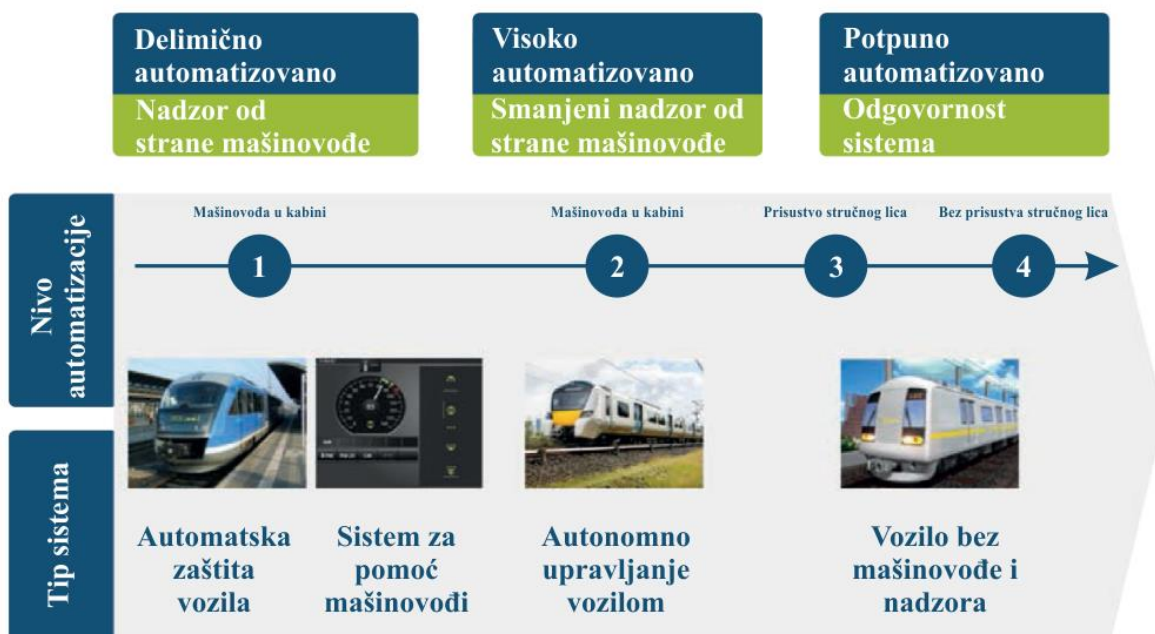 Delimično
automatizovano
Nadzor od
strane mašinovođe
Visoko
automatizovano
Smanjeni nadzor od
strane mašinovođe
Potpuno
automatizovano
Odgovornost
sistema
Nivo
automatizacije
Mašinovođa u kabini
1
Mašinovođa u kabini
2
Prisustvo stručnog lica
3
Bez prisustva stručnog lica
4
Tip sistema
Automatska
zaštita
vozila
Sistem za
pomoć
mašinovođi
Autonomno
upravljanje
vozilom
Vozilo bez
mašinovođe i
nadzora